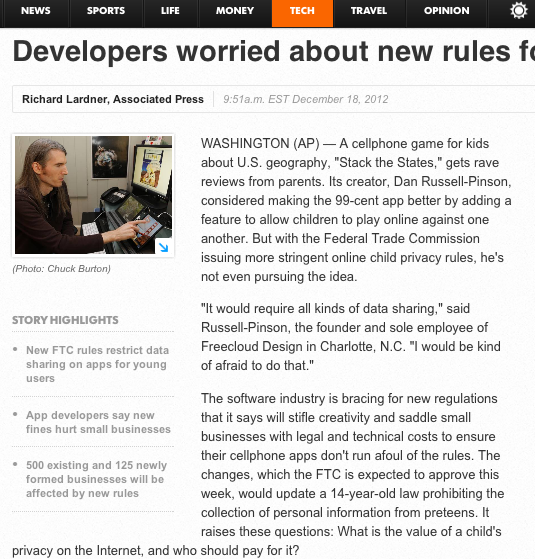 NEWS SPORTS LIFE MONEY TECH TRAVEL OPINION
Developers worried about new rules
Richard Lardner, Associated Press 9:51a.m. EST December 18, 2012
(Photo: Chuck Burton)
STORY HIGHLIGHTS
• New FTC rules restrict data
sharing on apps for young
users
• App developers say new
fines hurt small businesses
• 500 existing and 125 newly
formed businesses will be
affected by new rules
WASHINGTON (AP) — A cellphone game for kids
about U.S. geography, "Stack the States," gets rave
reviews from parents. Its creator, Dan Russell-Pinson,
considered making the 99-cent app better by adding a
feature to allow children to play online against one
another. But with the Federal Trade Commission
issuing more stringent online child privacy rules, he's
not even pursuing the idea.
"It would require all kinds of data sharing," said
Russell-Pinson, the founder and sole employee of
Freecloud Design in Charlotte, N.C. "I would be kind
of afraid to do that."
The software industry is bracing for new regulations
that it says will stifle creativity and saddle small
businesses with legal and technical costs to ensure
their cellphone apps don't run afoul of the rules. The
changes, which the FTC is expected to approve this
week, would update a 14-year-old law prohibiting the
collection of personal information from preteens. It
raises these questions: What is the value of a child's
privacy on the Internet, and who should pay for it?